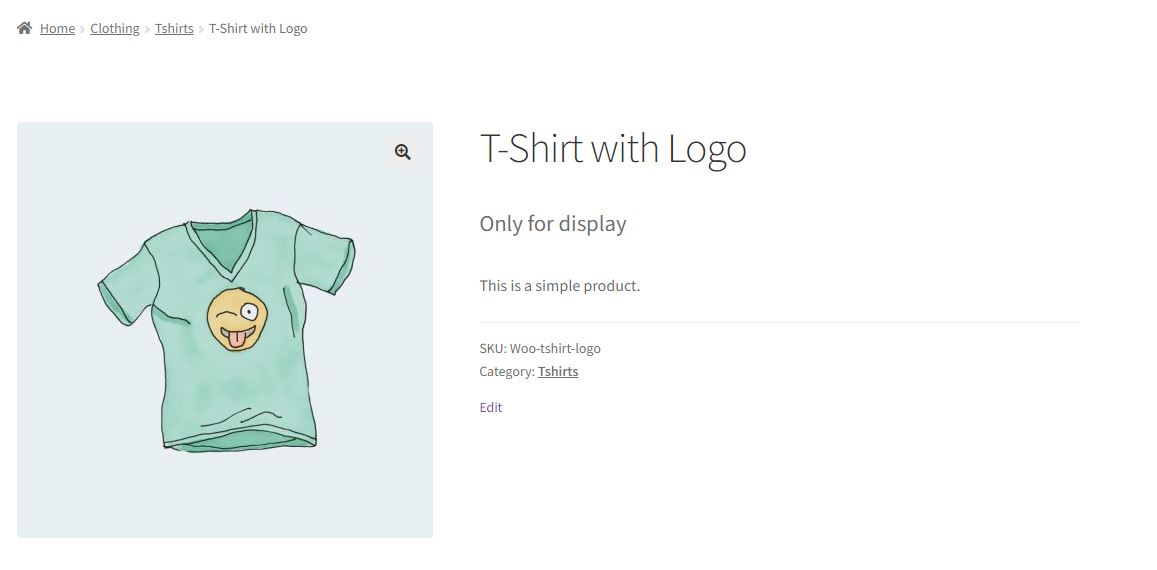 Home › Clothing › Tshirts › T-Shirt with Logo
T-Shirt with Logo
Only for display
This is a simple product.
SKU: Woo-tshirt-logo
Category: Tshirts
Edit